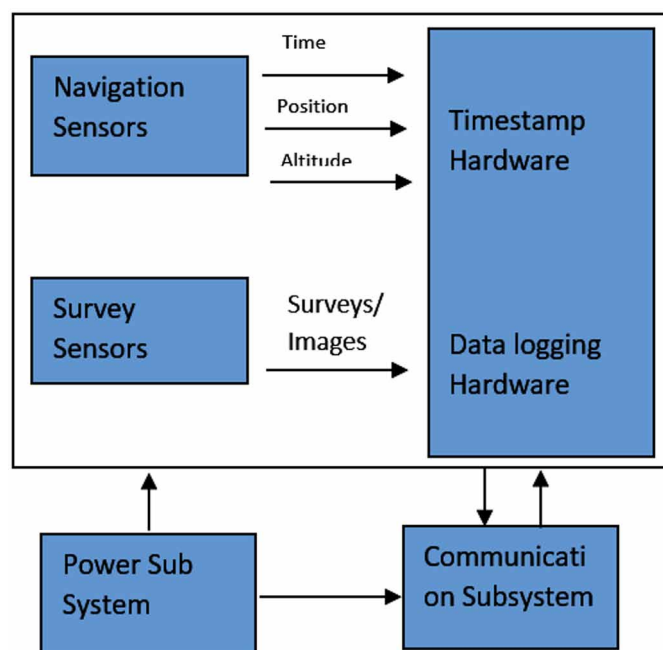 Time
Navigation
Sensors
Position
Altitude
Timestamp
Hardware
Survey
Sensors
Surveys/
Images
Data logging
Hardware
Power Sub
System
Communicati
on Subsystem